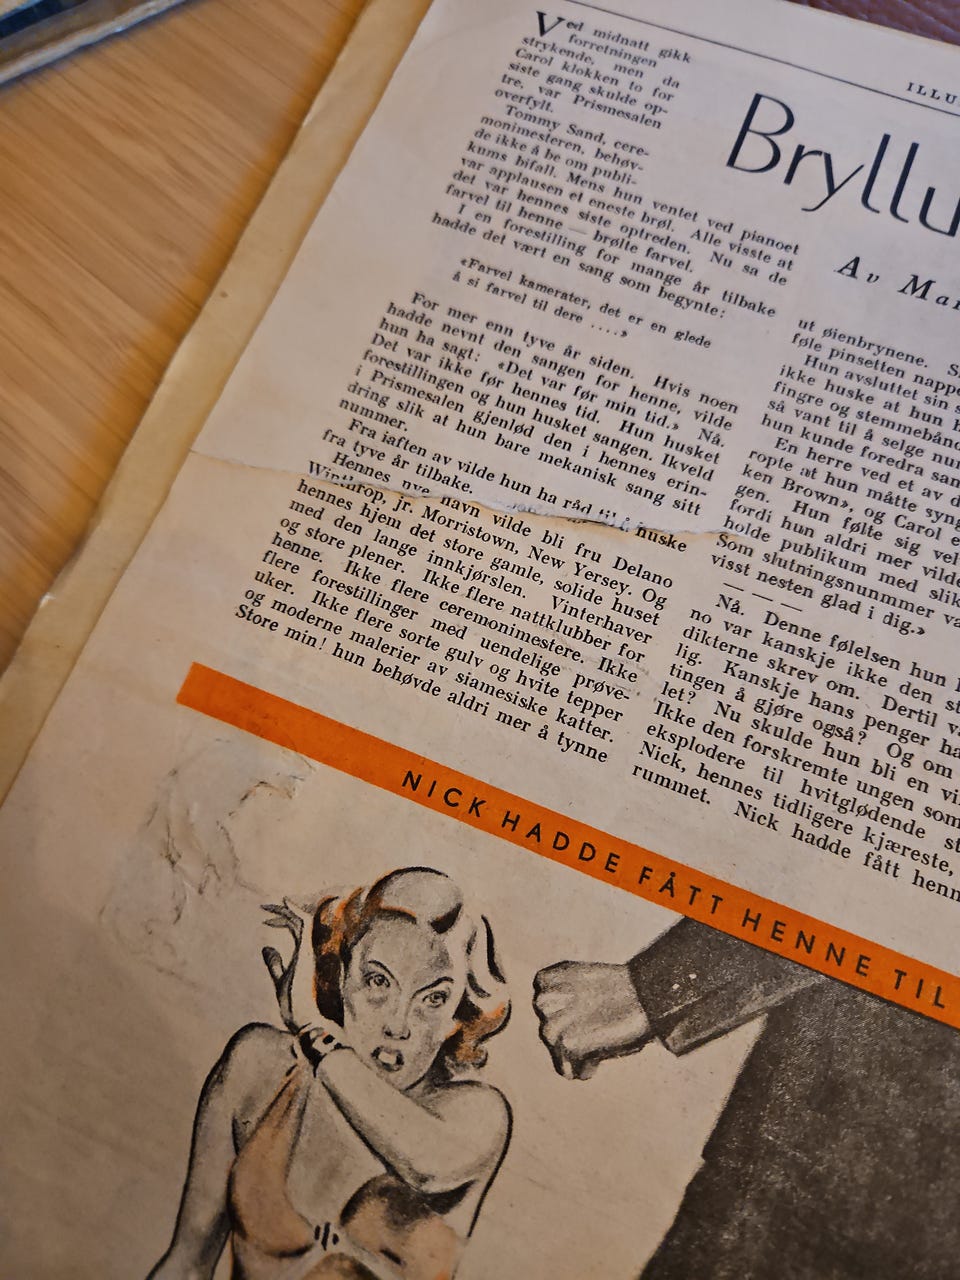 ILLU
Bryllu
Av Mar
Ved midnatt gikk
forretningen
strykende, men da
Carol klokken to for
siste gang skulde op-
tre, var Prismesalen
overfylt.
Tommy Sand, cere-
monimesteren, behøv-
de ikke å be om publi-
kums bifall. Mens hun ventet ved pianoet
var applausen et eneste brøl. Alle visste at
det var hennes siste optreden. Nu sa de
farvel til henne — brølte farvel.
I en forestilling for mange år tilbake
hadde det vært en sang som begynte:
«Farvel kamerater, det er en glede
å si farvel til dere ....»
For mer enn tyve år siden. Hvis noen
hadde nevnt den sangen for henne, vilde
hun ha sagt: «Det var før min tid.» Nå.
Det var ikke før hennes tid. Hun husket
forestillingen og hun husket sangen. Ikveld
i Prismesalen gjenlød den i hennes erin-
dring slik at hun bare mekanisk sang sitt
nummer.
Fra iaften av vilde hun ha råd til å huske
fra tyve år tilbake.
Hennes nye navn vilde bli fru Delano
Winthrop, jr. Morristown, New Yersey. Og
hennes hjem det store gamle, solide huset
med den lange innkjørslen. Vinterhaver
og store plener. Ikke flere nattklubber for
henne. Ikke flere ceremonimestere. Ikke
flere forestillinger med uendelige prøve-
uker. Ikke flere sorte gulv og hvite tepper
og moderne malerier av siamesiske katter.
Store min! hun behøvde aldri mer å tynne
ut øienbrynene. S
føle pinsetten nappe
Hun avsluttet sin s
ikke huske at hun h
fingre og stemmebånd
så vant til å selge nu
hun kunde foredra san
En herre ved et av d
ropte at hun måtte syng
ken Brown», og Carol e
gen. Hun følte sig vel
fordi hun aldri mer vilde
holde publikum med slik
Som slutningsnunmmer va
visst nesten glad i dig.»
— — —
Nå. Denne følelsen hun
no var kanskje ikke den st
dikterne skrev om. Dertil va
lig. Kanskje hans penger ha
tingen å gjøre også? Og om
let? Nu skulde hun bli en vi
Ikke den forskremte ungen som
eksplodere til hvitglødende st
Nick, hennes tidligere kjæreste,
rummet. Nick hadde fått henn
NICK HADDE FÅTT HENNE TIL